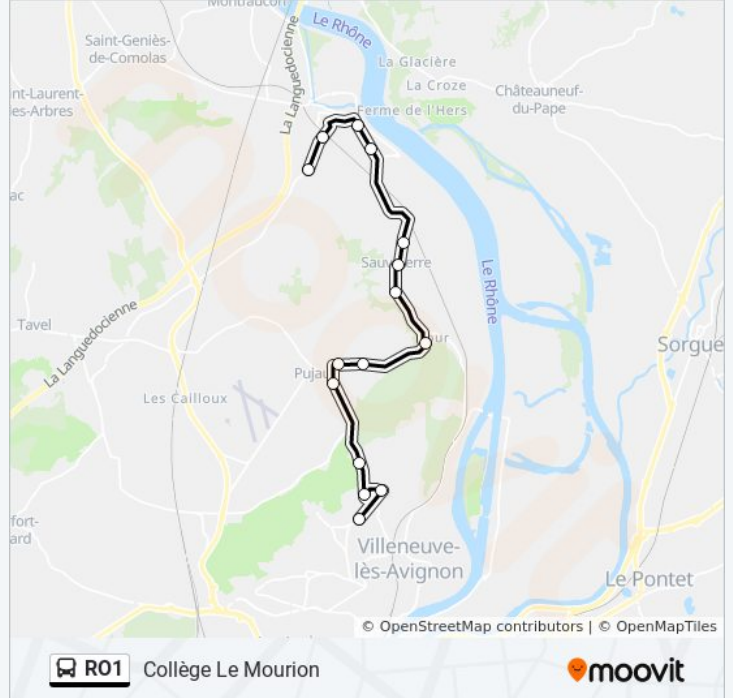 Montfaucon
Le Rhône
Saint-Geniès-
de-Comolas
La Glacière
La Languedocienne
La Croze
Châteauneuf-
du-Pape
nt-Laurent-
es-Arbres
Ferme de l'Hers
ac
Le Rhône
Tavel
La Languedocienne
ur
Sorgue
Pujau
Les Cailloux
fort-
ard
Villeneuve-
lès-Avignon
Le Pontet
© OpenStreetMap contributors | © OpenMapTiles
RO1 Collège Le Mourion
moovit